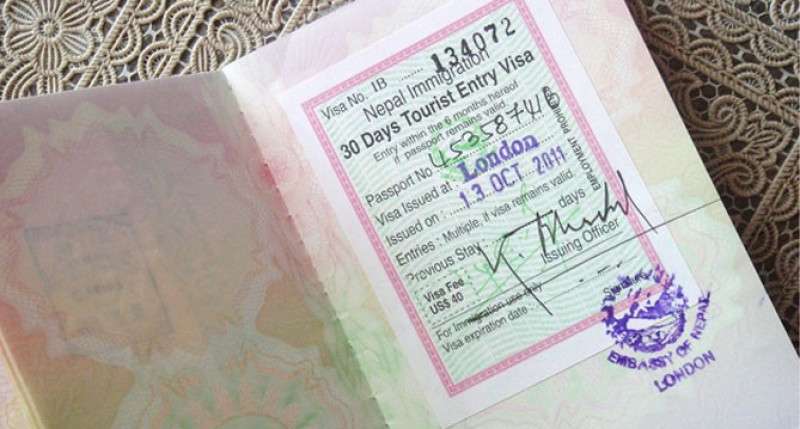 Visa No. 1B ........ 134072
Nepal Immigration
30 Days Tourist Entry Visa
Entry within the 6 months hereof
if passport remains valid
Passport No
Visa Issued at : London
Issued on : 13 OCT 2011
Entries : Multiple, if visa remains valid
Previous Stay days
Issuing Officer
Visa Fee
US$ 40
For Immigration use only
Visa expiration date :
EMPLOYMENT PROHIBITED
EMBASSY OF NEPAL
LONDON